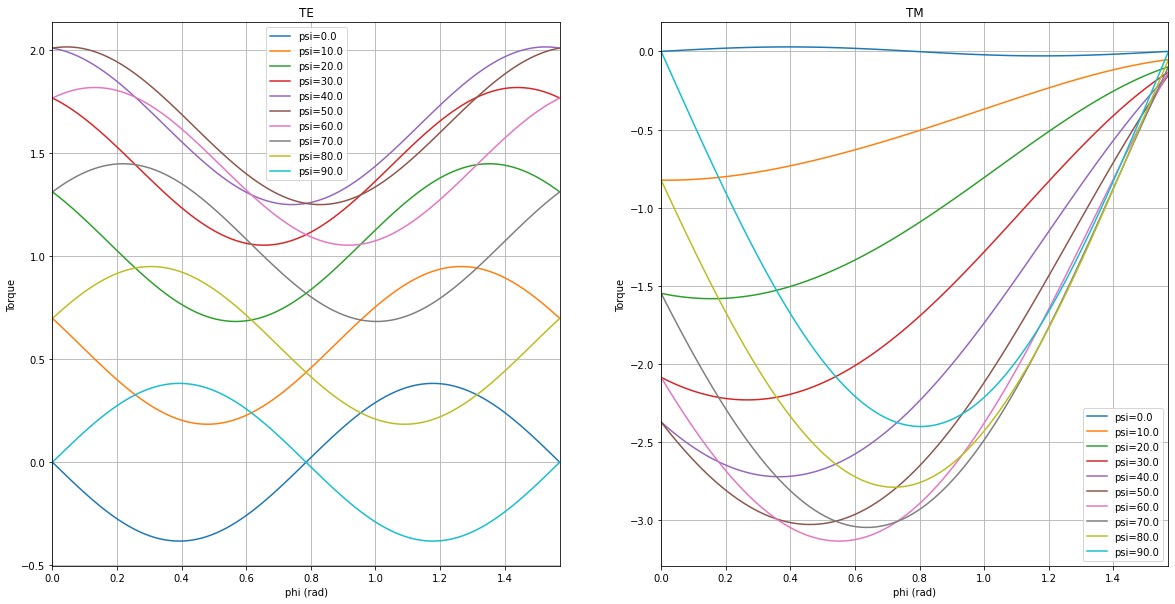 TE
psi=0.0
psi=10.0
psi=20.0
psi=30.0
psi=40.0
psi=50.0
psi=60.0
psi=70.0
psi=80.0
psi=90.0
2.0
1.5
1.0
0.5
0.0
−0.5
Torque
0.0 0.2 0.4 0.6 0.8 1.0 1.2 1.4
phi (rad)
TM
0.0
−0.5
−1.0
−1.5
−2.0
−2.5
−3.0
Torque
psi=0.0
psi=10.0
psi=20.0
psi=30.0
psi=40.0
psi=50.0
psi=60.0
psi=70.0
psi=80.0
psi=90.0
0.0 0.2 0.4 0.6 0.8 1.0 1.2 1.4
phi (rad)